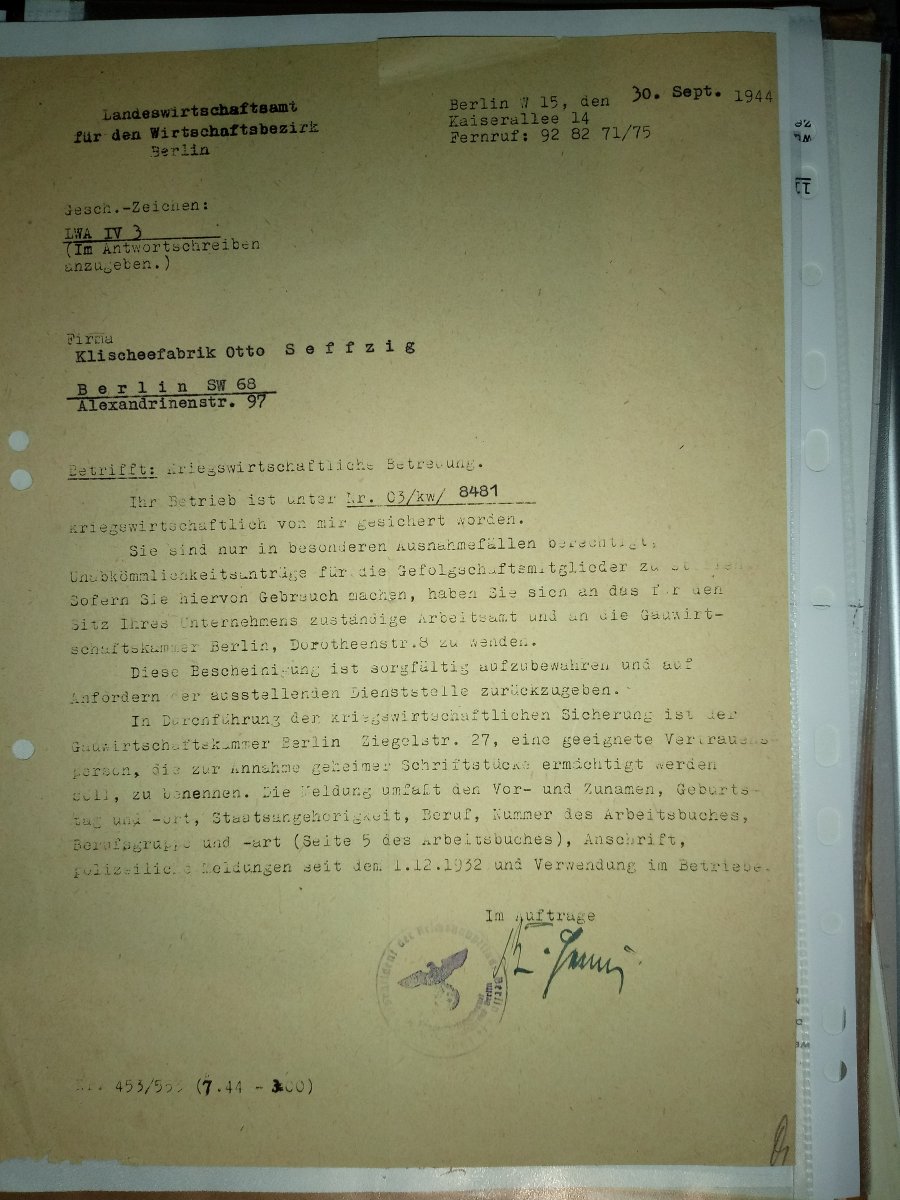 Landeswirtschaftsamt
für den Wirtschaftsbezirk
Berlin
Berlin W 15, den 30. Sept. 1944
Kaiserallee 14
Fernruf: 92 82 71/75
Gesch.-Zeichen:
LWA IV 3
(Im Antwortschreiben
anzugeben.)
Firma
Klischeefabrik Otto S e f f z i g
B e r l i n SW 68
Alexandrinenstr. 97
Betrifft: Kriegswirtschaftliche Betreuung.
Ihr Betrieb ist unter Nr. 03/kw/ 8481
kriegswirtschaftlich von mir gesichert worden.
Sie sind nur in besonderen Ausnahmefällen berechtigt,
Unabkömmlichkeitsanträge für die Gefolgschaftsmitglieder zu
Sofern Sie hiervon Gebrauch machen, haben Sie sich an das für den
Sitz Ihres Unternehmens zuständige Arbeitsamt und an die Gauwirt-
schaftskammer Berlin, Dorotheenstr.8 zu wenden.
Diese Bescheinigung ist sorgfältig aufzubewahren und auf
Anfordern der ausstellenden Dienststelle zurückzugeben.
In Durchführung der kriegswirtschaftlichen Sicherung ist der
Gauwirtschaftskammer Berlin Ziegelstr. 27, eine geeignete Vertrauens-
person, die zur Annahme geheimer Schriftstücke ermächtigt werden
soll, zu benennen. Die Meldung umfaßt den Vor- und Zunamen, Geburts-
tag und -ort, Staatsangehörigkeit, Beruf, Nummer des Arbeitsbuches,
Berufsgruppe und -art (Seite 5 des Arbeitsbuches), Anschrift,
polizeiliche Meldungen seit dem 1.12.1932 und Verwendung im Betriebe.
Im Auftrage
(7.44 - 300)